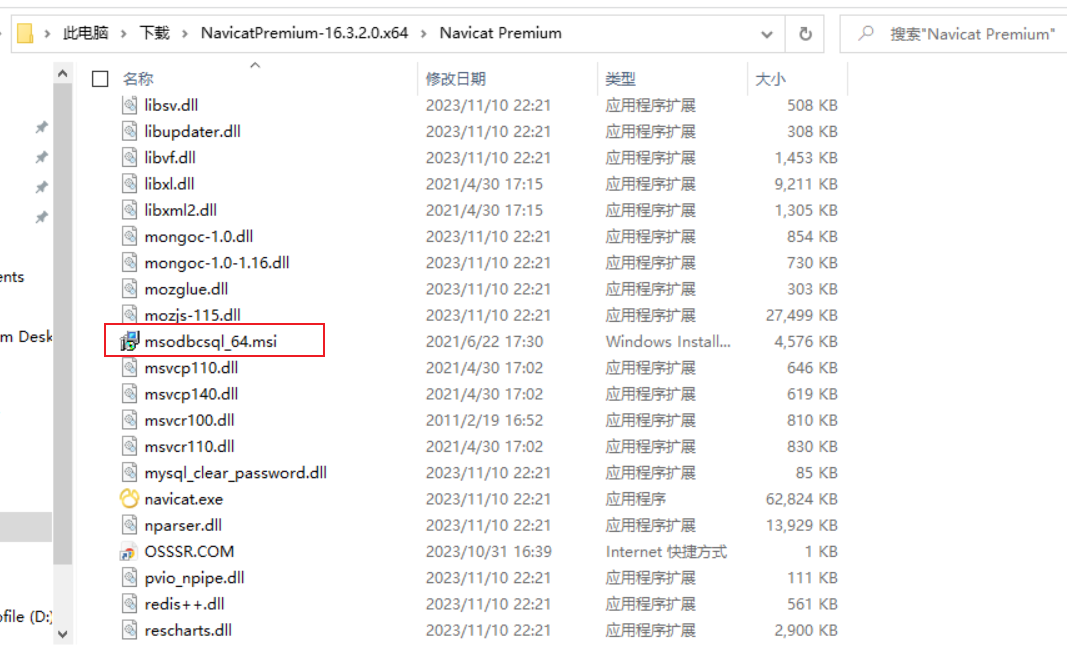 此电脑 > 下载 > NavicatPremium-16.3.2.0.x64 > Navicat Premium 搜索"Navicat Premium"
名称 修改日期 类型 大小
libsv.dll 2023/11/10 22:21 应用程序扩展 508 KB
libupdater.dll 2023/11/10 22:21 应用程序扩展 308 KB
libvf.dll 2023/11/10 22:21 应用程序扩展 1,453 KB
libxl.dll 2021/4/30 17:15 应用程序扩展 9,211 KB
libxml2.dll 2021/4/30 17:15 应用程序扩展 1,305 KB
mongoc-1.0.dll 2023/11/10 22:21 应用程序扩展 854 KB
mongoc-1.0-1.16.dll 2023/11/10 22:21 应用程序扩展 730 KB
ents
mozglue.dll 2023/11/10 22:21 应用程序扩展 303 KB
mozjs-115.dll 2023/11/10 22:21 应用程序扩展 27,499 KB
m Desk
msodbcsql_64.msi 2021/6/22 17:30 Windows Install... 4,576 KB
msvcp110.dll 2021/4/30 17:02 应用程序扩展 646 KB
msvcp140.dll 2021/4/30 17:02 应用程序扩展 619 KB
msvcr100.dll 2011/2/19 16:52 应用程序扩展 810 KB
msvcr110.dll 2021/4/30 17:02 应用程序扩展 830 KB
mysql_clear_password.dll 2023/11/10 22:21 应用程序扩展 85 KB
navicat.exe 2023/11/10 22:21 应用程序 62,824 KB
nparser.dll 2023/11/10 22:21 应用程序扩展 13,929 KB
OSSSR.COM 2023/10/31 16:39 Internet 快捷方式 1 KB
pvio_npipe.dll 2023/11/10 22:21 应用程序扩展 111 KB
redis++.dll 2023/11/10 22:21 应用程序扩展 561 KB
ofile (D:)
rescharts.dll 2023/11/10 22:21 应用程序扩展 2,900 KB